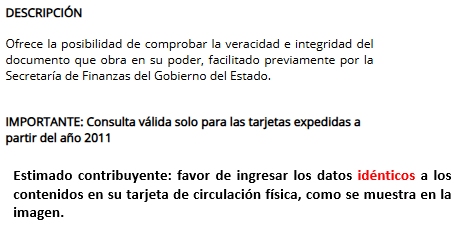 DESCRIPCIÓN
Ofrece la posibilidad de comprobar la veracidad e integridad del
documento que obra en su poder, facilitado previamente por la
Secretaría de Finanzas del Gobierno del Estado.
IMPORTANTE: Consulta válida solo para las tarjetas expedidas a
partir del año 2011
Estimado contribuyente: favor de ingresar los datos idénticos a los
contenidos en su tarjeta de circulación física, como se muestra en la
imagen.